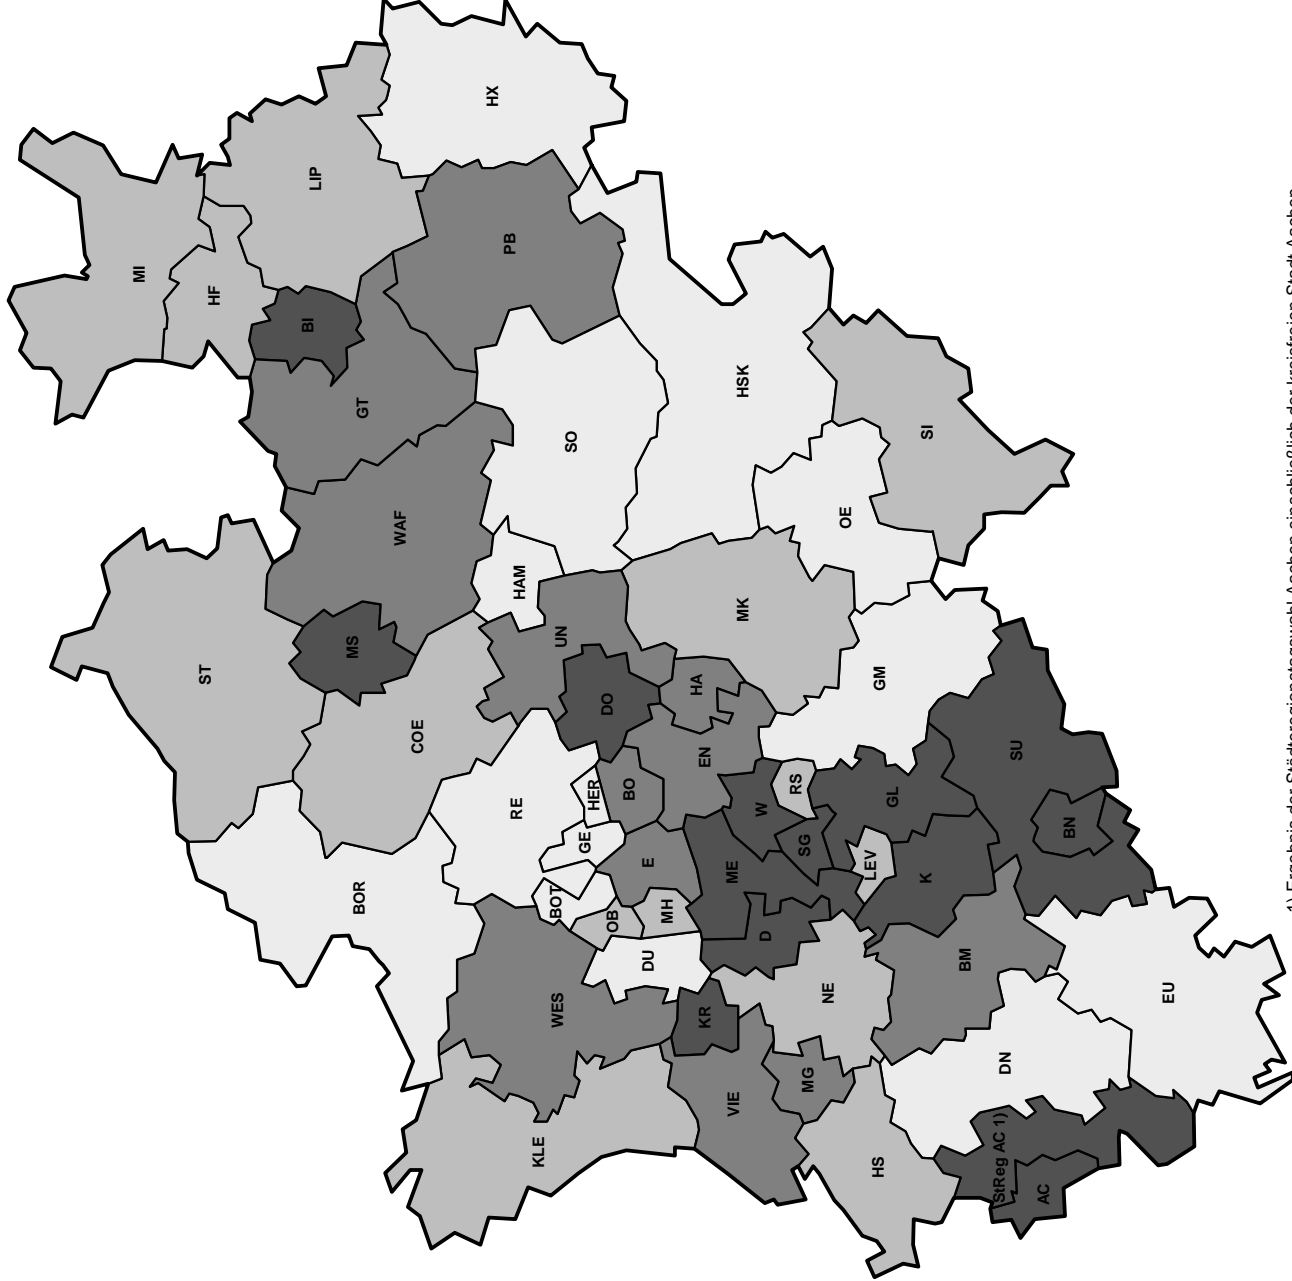 MI
ST
HF
BI
LIP
MS
BOR
GT
WAF
COE
HX
PB
RE
HAM
KLE
BOT
WES
UN
SO
GE
HER
DO
OB
BO
DU
E
MH
HA
KR
EN
ME
VIE
MK
HSK
W
D
RS
SG
MG
NE
OE
LEV
HS
GM
GL
K
SI
BM
StReg AC 1)
DN
SU
AC
BN
EU
1) Ergebnis der Städteregionstagswahl Aachen einschließlich der kreisfreien Stadt Aachen